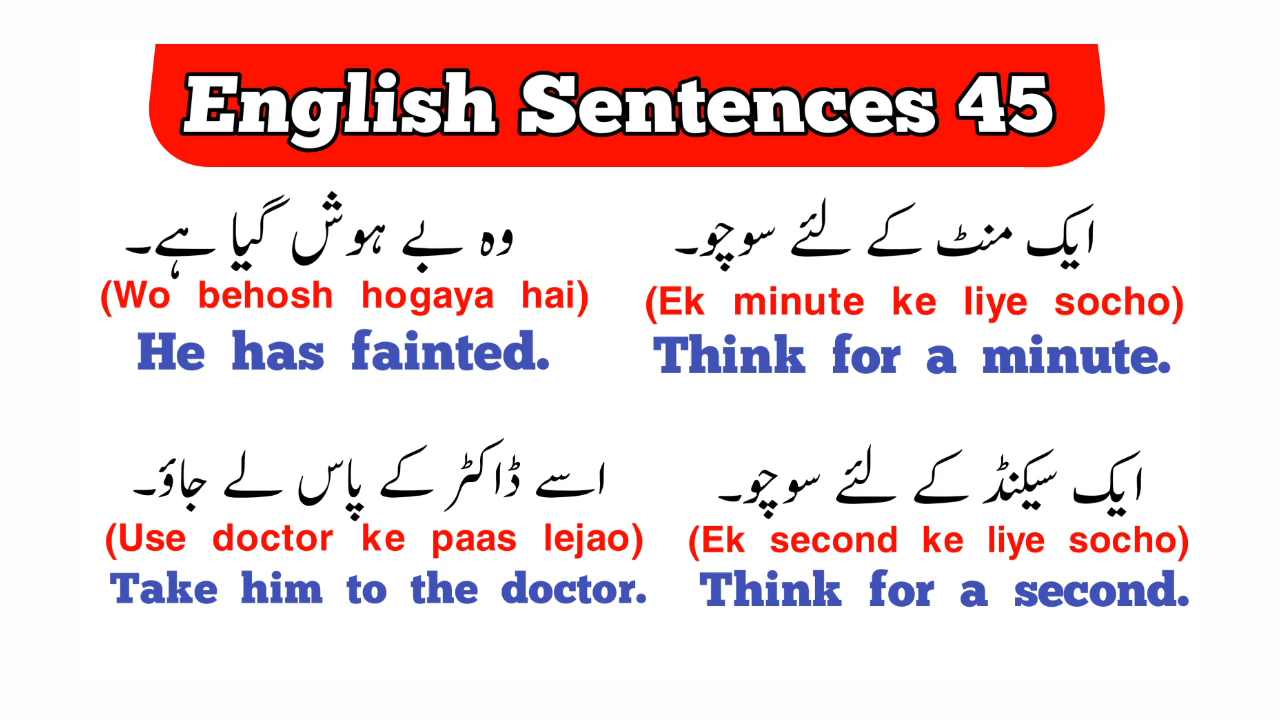 English Sentences 45
وہ بے ہوش گیا ہے۔
(Wo behosh hogaya hai)
He has fainted.
ایک منٹ کے لئے سوچو۔
(Ek minute ke liye socho)
Think for a minute.
اسے ڈاکٹر کے پاس لے جاؤ۔
(Use doctor ke paas lejao)
Take him to the doctor.
ایک سیکنڈ کے لئے سوچو۔
(Ek second ke liye socho)
Think for a second.